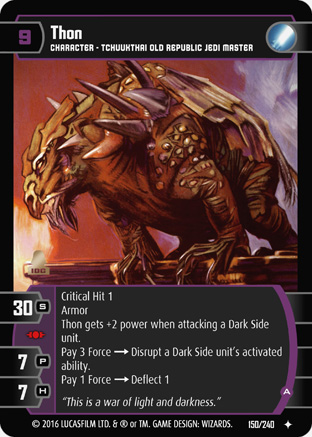 9
Thon
CHARACTER - TCHUUKTHAI OLD REPUBLIC JEDI MASTER
30 S
7 P
7 H
Critical Hit 1
Armor
Thon gets +2 power when attacking a Dark Side
unit.
Pay 3 Force → Disrupt a Dark Side unit's activated
ability.
Pay 1 Force → Deflect 1
"This is a war of light and darkness."
A
© 2016 LUCASFILM LTD. & ® or TM. GAME DESIGN: WIZARDS.
150/240